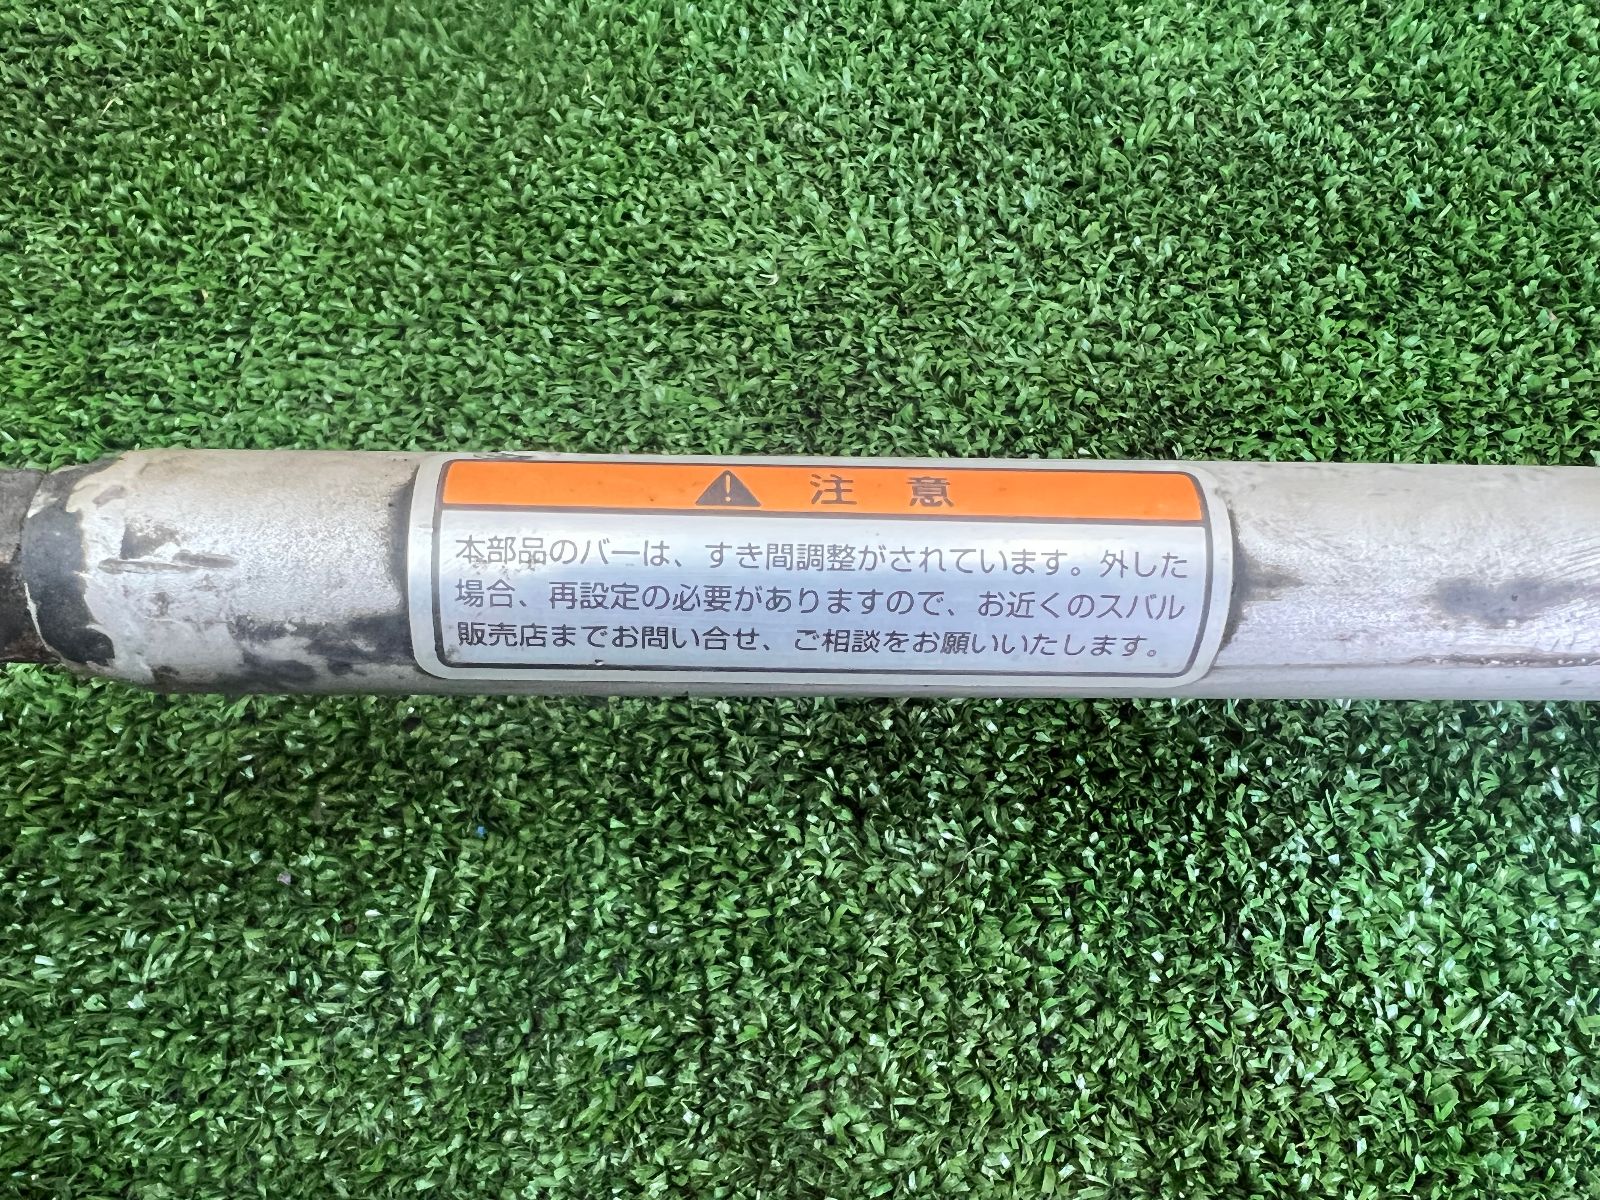 注意
本部品のバーは、すき間調整がされています。外した
場合、再設定の必要がありますので、お近くのスバル
販売店までお問い合せ、ご相談をお願いいたします。